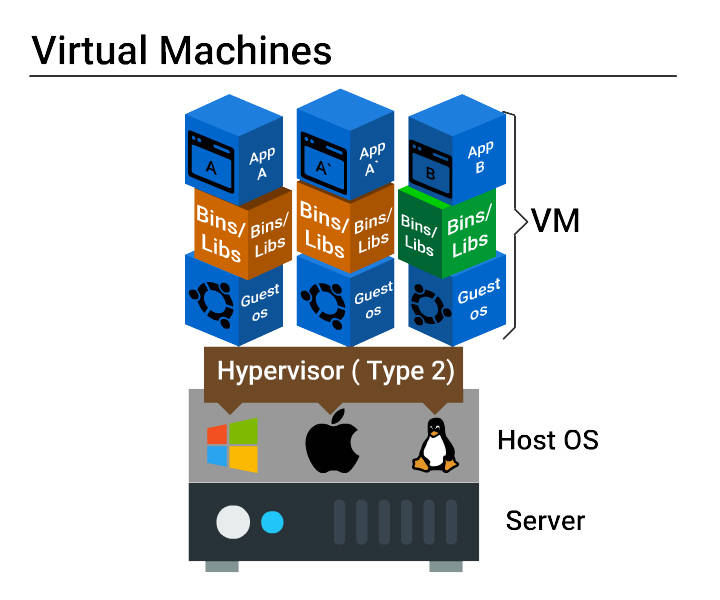 Virtual Machines
A
App
A
A`
App
A`
B
App
B
Bins/
Libs
Bins/
Libs
Bins/
Libs
Bins/
Libs
Bins/
Libs
Bins/
Libs
VM
Guest
os
Guest
os
Guest
os
Hypervisor ( Type 2)
Host OS
Server